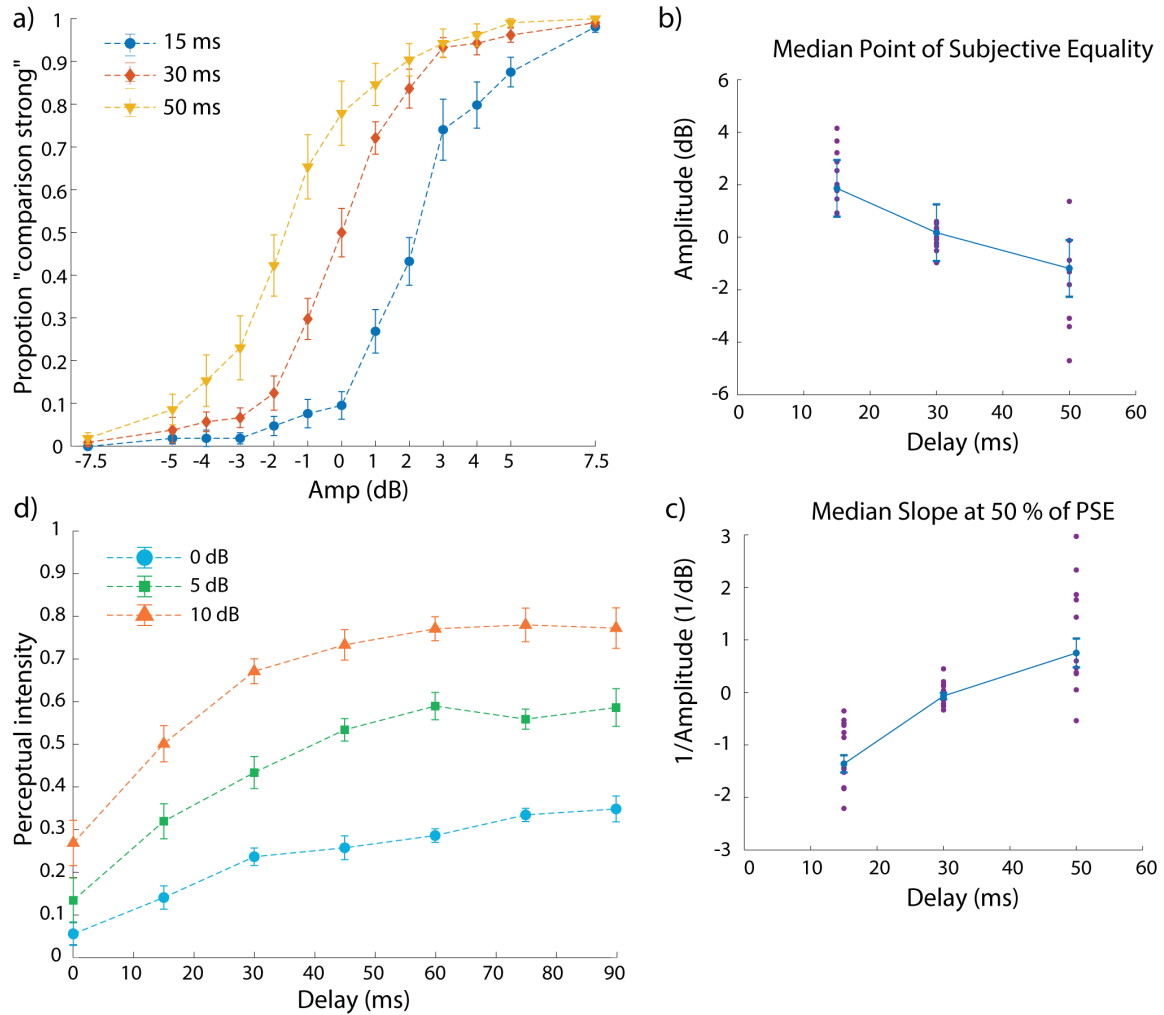 a)
1
0.9
0.8
0.7
0.6
0.5
0.4
0.3
0.2
0.1
0
Propotion "comparison strong"
15 ms
30 ms
50 ms
-7.5 -5 -4 -3 -2 -1 0 1 2 3 4 5 7.5
Amp (dB)
b)
Median Point of Subjective Equality
6
4
2
0
-2
-4
-6
Amplitude (dB)
0 10 20 30 40 50 60
Delay (ms)
d)
1
0.9
0.8
0.7
0.6
0.5
0.4
0.3
0.2
0.1
0
Perceptual intensity
0 dB
5 dB
10 dB
0 10 20 30 40 50 60 70 80 90
Delay (ms)
c)
Median Slope at 50 % of PSE
3
2
1
0
-1
-2
-3
1/Amplitude (1/dB)
0 10 20 30 40 50 60
Delay (ms)